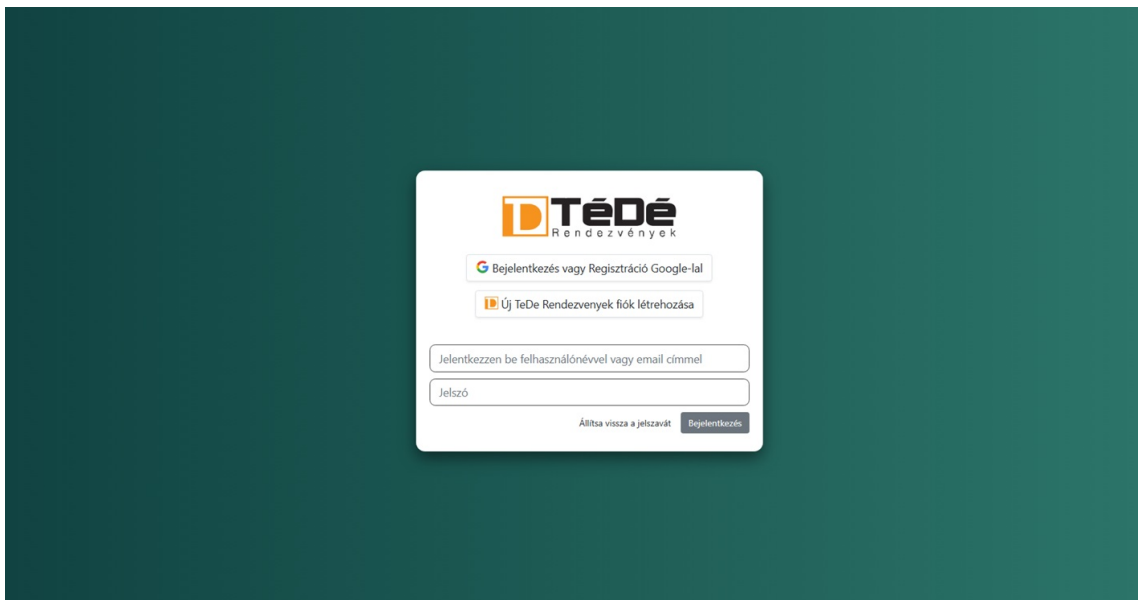 TéDé
Rendezvények
Bejelentkezés vagy Regisztráció Google-lal
Új TeDe Rendezvenyek fiók létrehozása
Jelentkezzen be felhasználónévvel vagy email címmel
Jelszó
Állítsa vissza a jelszavát
Bejelentkezés